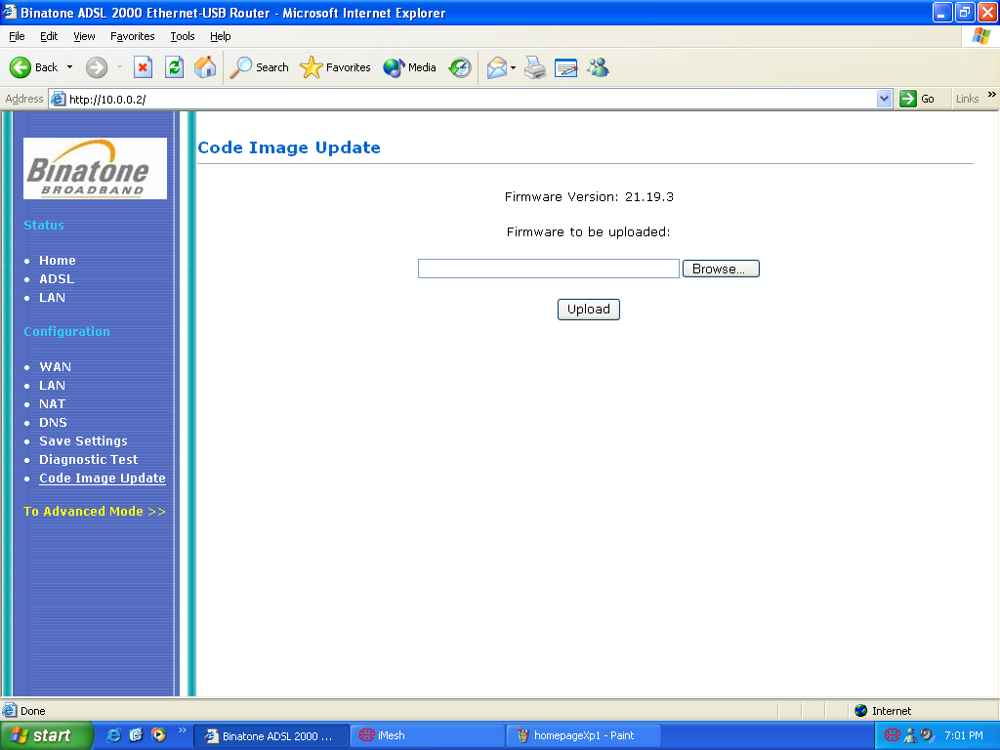 Binatone ADSL 2000 Ethernet-USB Router - Microsoft Internet Explorer
File Edit View Favorites Tools Help
Back Search Favorites Media
Address http://10.0.0.2/ Go Links »
Binatone
BROADBAND
Status
Home
ADSL
LAN
Configuration
WAN
LAN
NAT
DNS
Save Settings
Diagnostic Test
Code Image Update
To Advanced Mode >>
Code Image Update
Firmware Version: 21.19.3
Firmware to be uploaded:
Browse...
Upload
Done Internet
start » Binatone ADSL 2000 ... iMesh homepageXp1 - Paint 7:01 PM